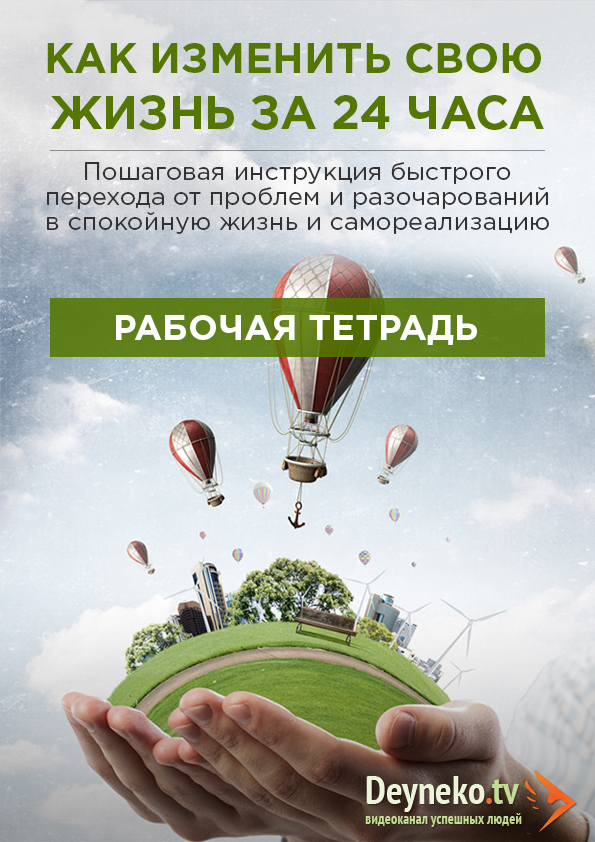 КАК ИЗМЕНИТЬ СВОЮ
ЖИЗНЬ ЗА 24 ЧАСА
Пошаговая инструкция быстрого
перехода от проблем и разочарований
в спокойную жизнь и самореализацию
РАБОЧАЯ ТЕТРАДЬ
Deyneko.tv
видеоканал успешных людей